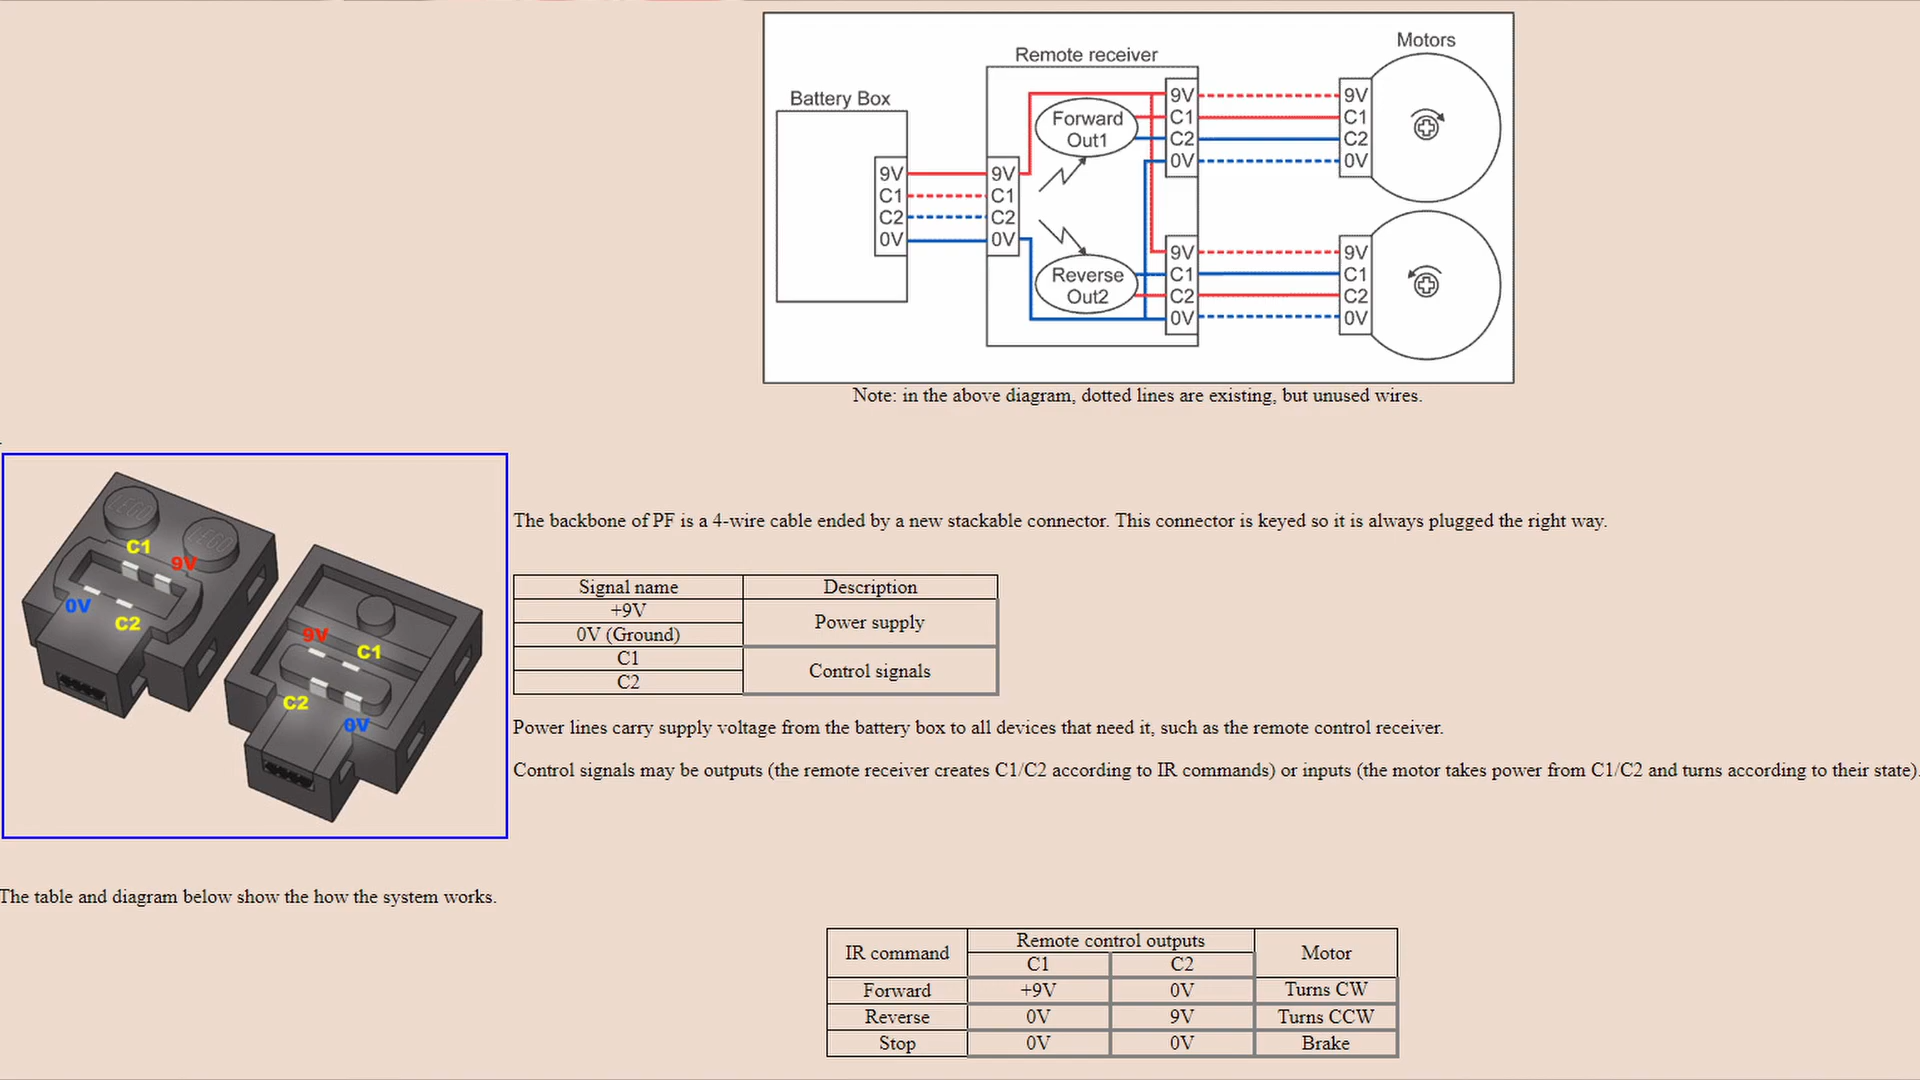 Motors
Remote receiver
Battery Box
9V
C1
C2
0V
9V
C1
C2
0V
Forward
Out1
Reverse
Out2
9V
C1
C2
0V
9V
C1
C2
0V
9V
C1
C2
0V
9V
C1
C2
0V
Note: in the above diagram, dotted lines are existing, but unused wires.
LEGO
LEGO
C1
9V
0V
C2
9V
C1
C2
0V
The backbone of PF is a 4-wire cable ended by a new stackable connector. This connector is keyed so it is always plugged the right way.
Signal name Description
+9V
Power supply
0V (Ground)
C1
Control signals
C2
Power lines carry supply voltage from the battery box to all devices that need it, such as the remote control receiver.
Control signals may be outputs (the remote receiver creates C1/C2 according to IR commands) or inputs (the motor takes power from C1/C2 and turns according to their state).
The table and diagram below show the how the system works.
IR command Remote control outputs Motor
C1 C2
Forward +9V 0V Turns CW
Reverse 0V 9V Turns CCW
Stop 0V 0V Brake